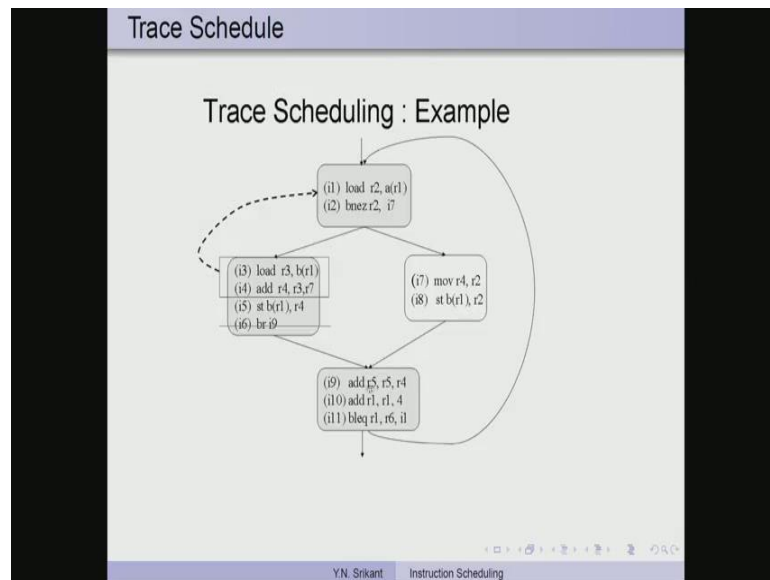 Trace Schedule
Trace Scheduling : Example
(i1) load r2, a(r1)
(i2) bnez r2, i7
(i3) load r3, b(r1)
(i4) add r4, r3,r7
(i5) st b(r1), r4
(i6) br i9
(i7) mov r4, r2
(i8) st b(r1), r2
(i9) add r5, r5, r4
(i10) add r1, r1, 4
(i11) bleq r1, r6, i1
Y.N. Srikant Instruction Scheduling